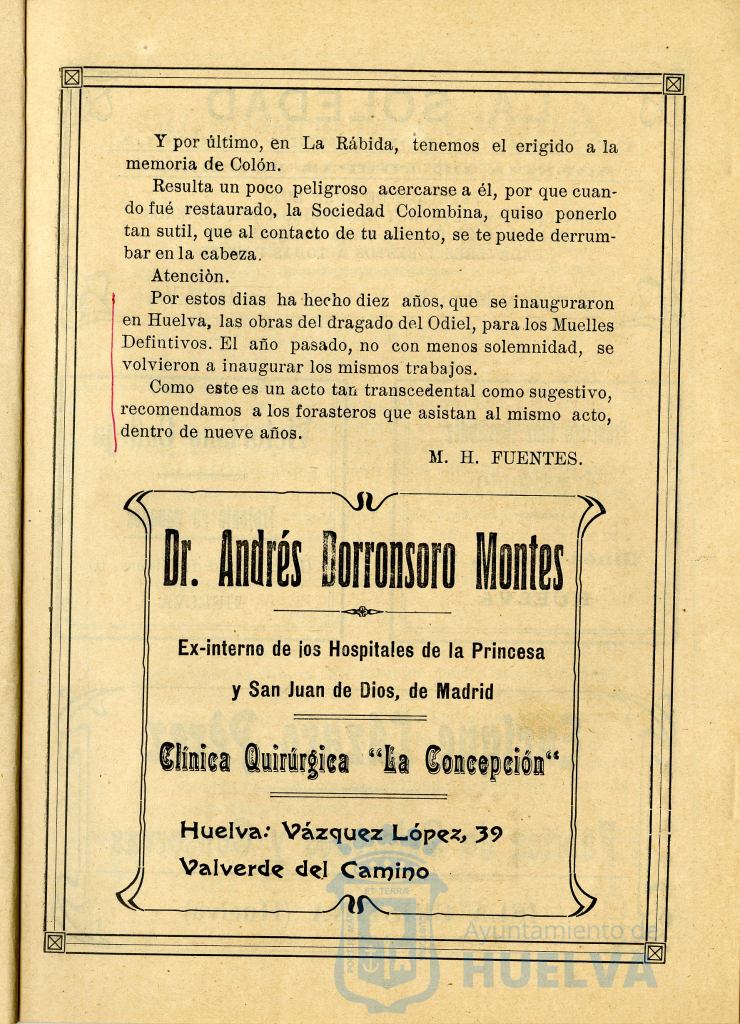 Y por último, en La Rábida, tenemos el erigido a la
memoria de Colón.
Resulta un poco peligroso acercarse a él, por que cuan-
do fué restaurado, la Sociedad Colombina, quiso ponerlo
tan sutil, que al contacto de tu aliento, se te puede derrum-
bar en la cabeza.
Atenciòn.
Por estos dias ha hecho diez años, que se inauguraron
en Huelva, las obras del dragado del Odiel, para los Muelles
Defintivos. El año pasado, no con menos solemnidad, se
volvieron a inaugurar los mismos trabajos.
Como este es un acto tan transcedental como sugestivo,
recomendamos a los forasteros que asistan al mismo acto,
dentro de nueve años.
M. H. FUENTES.
Dr. Andrés Dorronsoro Montes
Ex-interno de ios Hospitales de la Princesa
y San Juan de Dios, de Madrid
Clínica Quirúrgica “La Concepción“
Huelva: Vázquez López, 39
Valverde del Camino
Ayuntamiento de
HUELVA